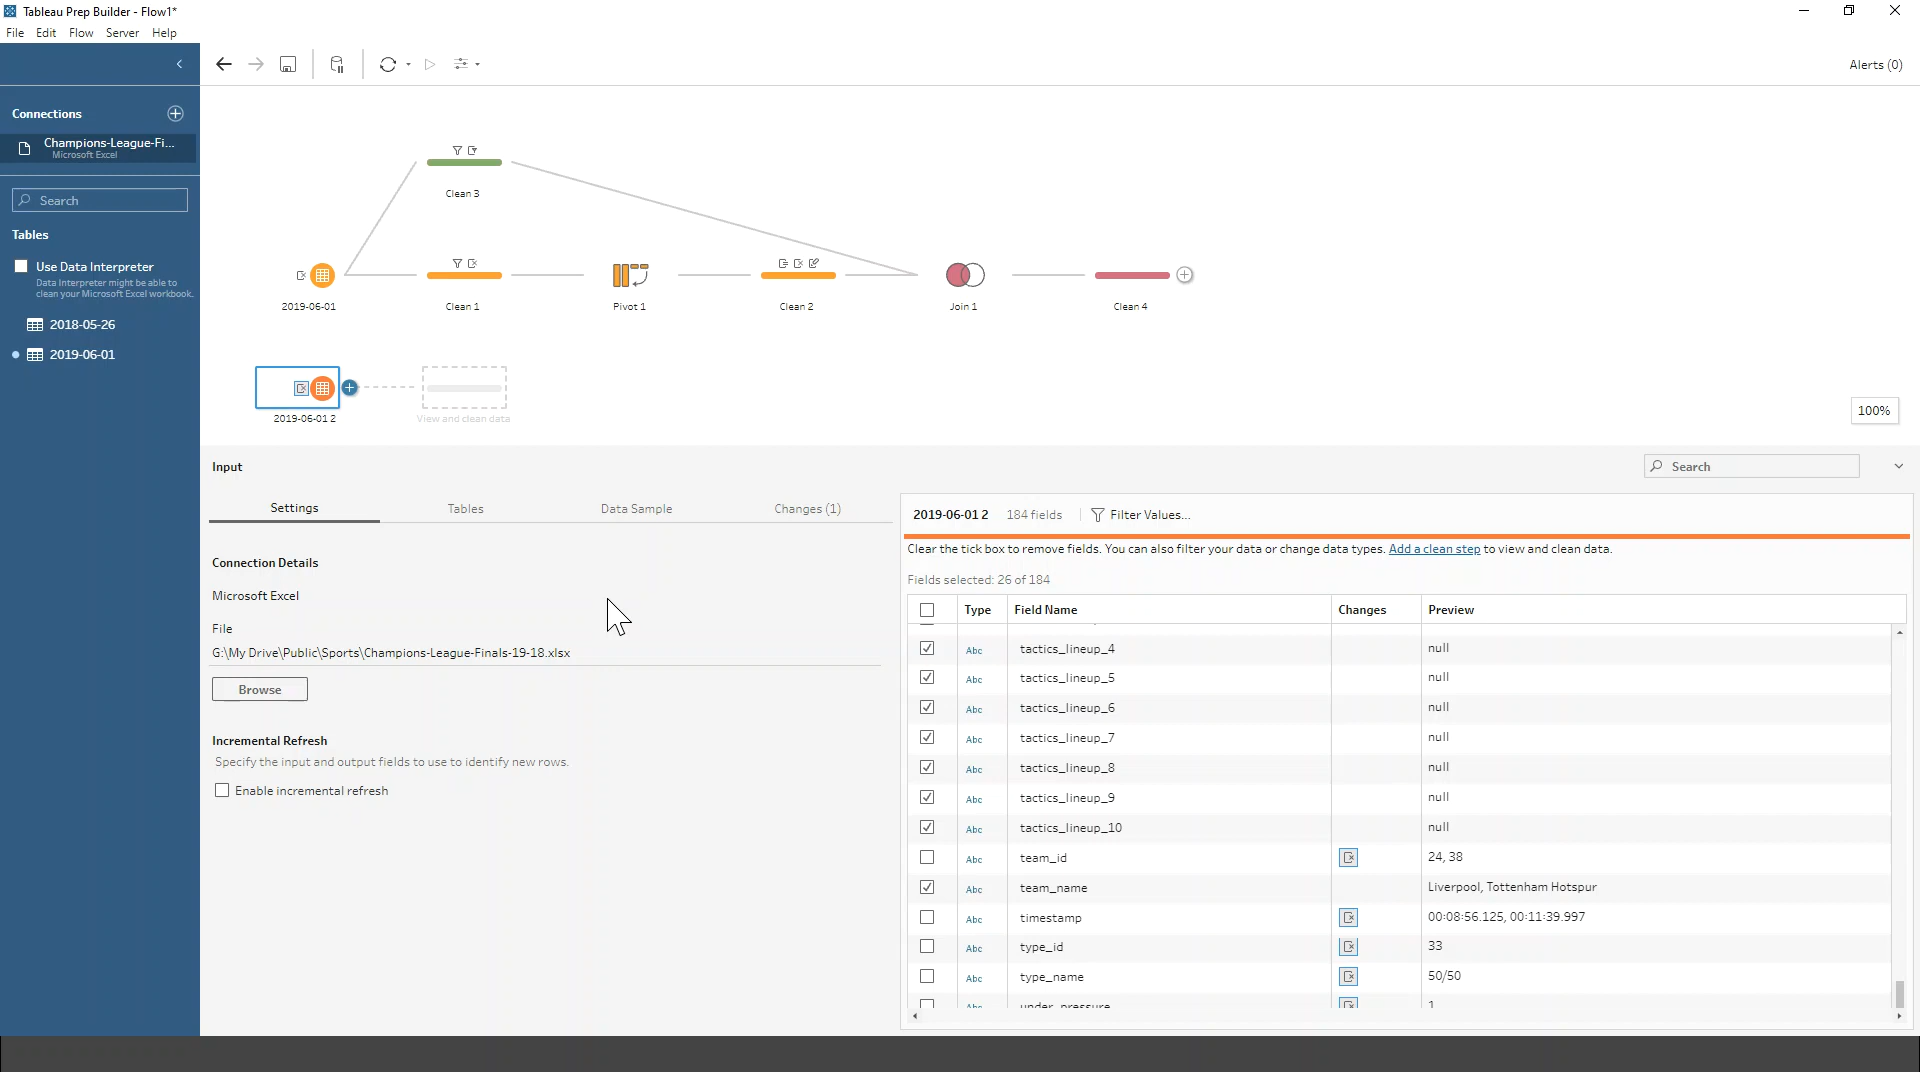 Tableau Prep Builder - Flow1*
File Edit Flow Server Help
Alerts (0)
Connections
Champions-League-Fi...
Microsoft Excel
Search
Tables
Use Data Interpreter
Data Interpreter might be able to
clean your Microsoft Excel workbook.
2018-05-26
2019-06-01
Clean 3
2019-06-01
Clean 1
Pivot 1
Clean 2
Join 1
Clean 4
2019-06-01 2
View and clean data
100%
Input
Search
Settings
Tables
Data Sample
Changes (1)
Connection Details
Microsoft Excel
File
G:\My Drive\Public\Sports\Champions-League-Finals-19-18.xlsx
Browse
Incremental Refresh
Specify the input and output fields to use to identify new rows.
Enable incremental refresh
2019-06-01 2 184 fields Filter Values...
Clear the tick box to remove fields. You can also filter your data or change data types. Add a clean step to view and clean data.
Fields selected: 26 of 184
Type Field Name Changes Preview
Abc tactics_lineup_4 null
Abc tactics_lineup_5 null
Abc tactics_lineup_6 null
Abc tactics_lineup_7 null
Abc tactics_lineup_8 null
Abc tactics_lineup_9 null
Abc tactics_lineup_10 null
Abc team_id 24, 38
Abc team_name Liverpool, Tottenham Hotspur
Abc timestamp 00:08:56.125, 00:11:39.997
Abc type_id 33
Abc type_name 50/50
Abc under_pressure 1